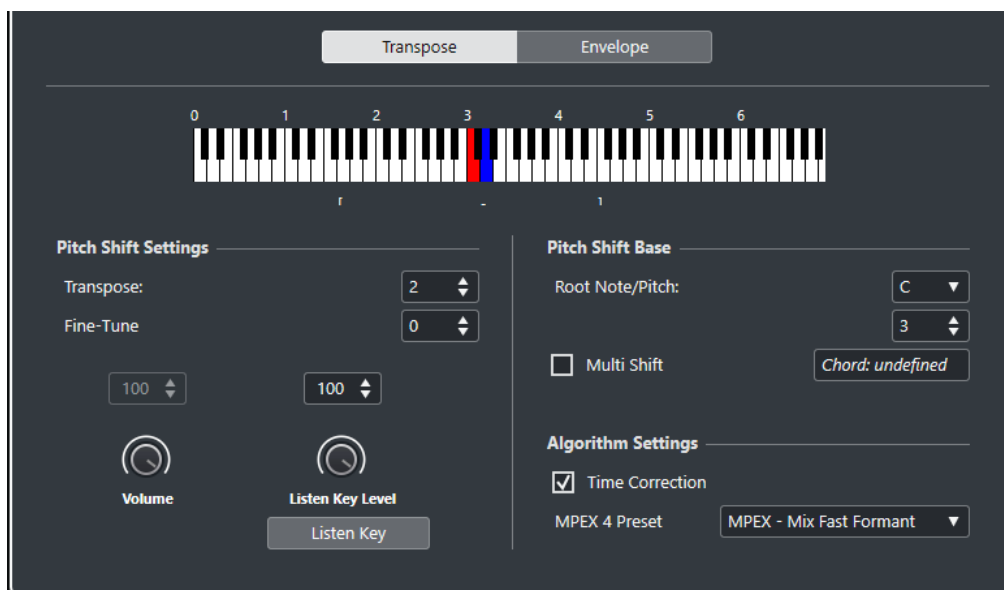 Transpose Envelope
0 1 2 3 4 5 6
Pitch Shift Settings
Transpose: 2
Fine-Tune 0
100 100
Volume Listen Key Level
Listen Key
Pitch Shift Base
Root Note/Pitch: C
3
Multi Shift Chord: undefined
Algorithm Settings
Time Correction
MPEX 4 Preset MPEX - Mix Fast Formant